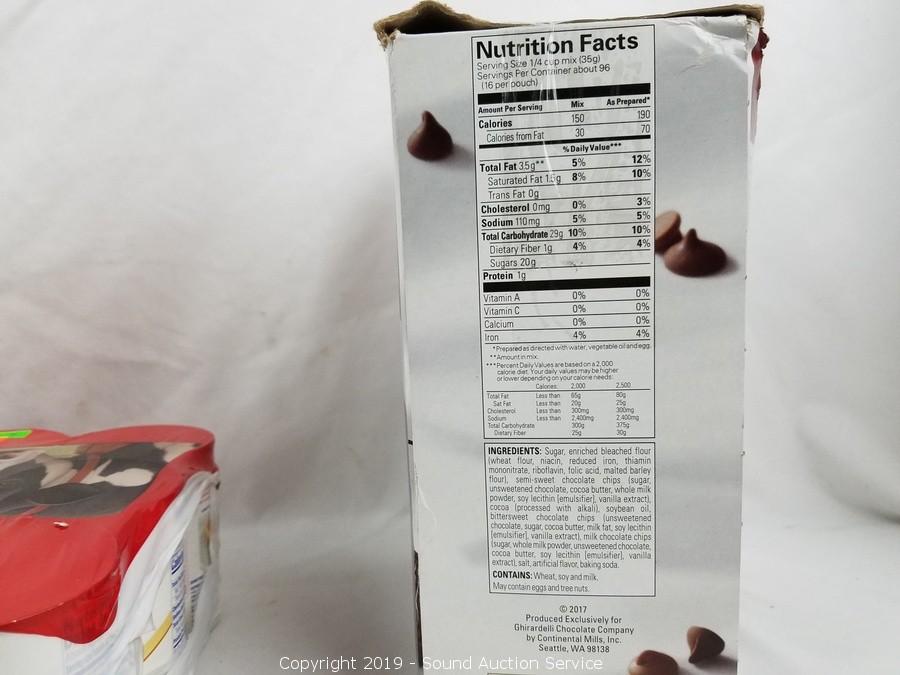 Nutrition Facts
Serving Size 1/4 cup mix (35g)
Servings Per Container about 96
(16 per pouch)
Amount Per Serving Mix As Prepared*
Calories 150 190
Calories from Fat 30 70
% Daily Value***
Total Fat 3.5g** 5% 12%
Saturated Fat 1.5g 8% 10%
Trans Fat 0g
Cholesterol 0mg 0% 3%
Sodium 110mg 5% 5%
Total Carbohydrate 29g 10% 10%
Dietary Fiber 1g 4% 4%
Sugars 20g
Protein 1g
Vitamin A 0% 0%
Vitamin C 0% 0%
Calcium 0% 0%
Iron 4% 4%
*Prepared as directed with water, vegetable oil and egg.
**Amount in mix.
***Percent Daily Values are based on a 2,000
calorie diet. Your daily values may be higher
or lower depending on your calorie needs:
Calories: 2,000 2,500
Total Fat Less than 65g 80g
Sat Fat Less than 20g 25g
Cholesterol Less than 300mg 300mg
Sodium Less than 2,400mg 2,400mg
Total Carbohydrate 300g 375g
Dietary Fiber 25g 30g
INGREDIENTS: Sugar, enriched bleached flour
(wheat flour, niacin, reduced iron, thiamin
mononitrate, riboflavin, folic acid, malted barley
flour), semi-sweet chocolate chips (sugar,
unsweetened chocolate, cocoa butter, whole milk
powder, soy lecithin [emulsifier], vanilla extract),
cocoa (processed with alkali), soybean oil,
bittersweet chocolate chips (unsweetened
chocolate, sugar, cocoa butter, milk fat, soy lecithin
[emulsifier], vanilla extract), milk chocolate chips
(sugar, whole milk powder, unsweetened chocolate,
cocoa butter, soy lecithin [emulsifier], vanilla
extract), salt, artificial flavor, baking soda.
CONTAINS: Wheat, soy and milk.
May contain eggs and tree nuts.
© 2017
Produced Exclusively for
Ghirardelli Chocolate Company
by Continental Mills, Inc.
Seattle, WA 98138
Copyright 2019 - Sound Auction Service